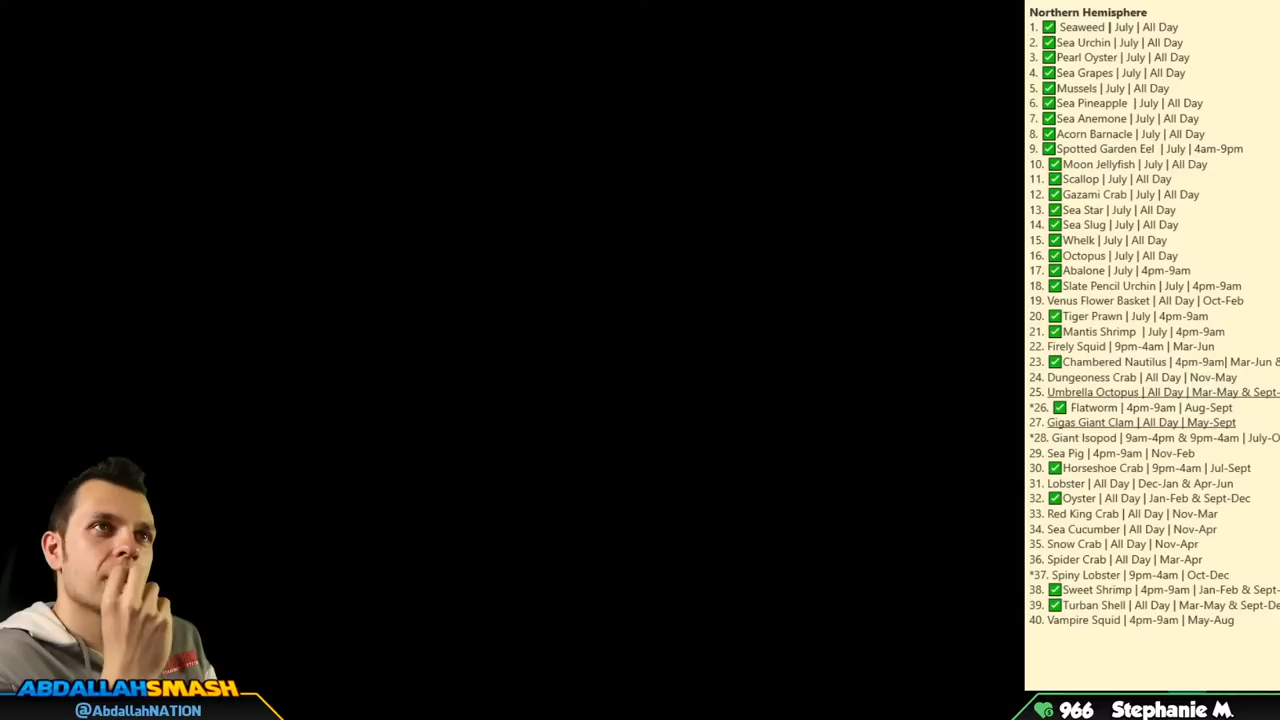 Northern Hemisphere
1. ✅ Seaweed | July | All Day
2. ✅Sea Urchin | July | All Day
3. ✅Pearl Oyster | July | All Day
4. ✅Sea Grapes | July | All Day
5. ✅Mussels | July | All Day
6. ✅Sea Pineapple | July | All Day
7. ✅Sea Anemone | July | All Day
8. ✅Acorn Barnacle | July | All Day
9. ✅Spotted Garden Eel | July | 4am-9pm
10. ✅Moon Jellyfish | July | All Day
11. ✅Scallop | July | All Day
12. ✅Gazami Crab | July | All Day
13. ✅Sea Star | July | All Day
14. ✅Sea Slug | July | All Day
15. ✅Whelk | July | All Day
16. ✅Octopus | July | All Day
17. ✅Abalone | July | 4pm-9am
18. ✅Slate Pencil Urchin | July | 4pm-9am
19. Venus Flower Basket | All Day | Oct-Feb
20. ✅Tiger Prawn | July | 4pm-9am
21. ✅Mantis Shrimp | July | 4pm-9am
22. Firely Squid | 9pm-4am | Mar-Jun
23. ✅Chambered Nautilus | 4pm-9am| Mar-Jun &
24. Dungeoness Crab | All Day | Nov-May
25. Umbrella Octopus | All Day | Mar-May & Sept-
*26. ✅ Flatworm | 4pm-9am | Aug-Sept
27. Gigas Giant Clam | All Day | May-Sept
*28. Giant Isopod | 9am-4pm & 9pm-4am | July-O
29. Sea Pig | 4pm-9am | Nov-Feb
30. ✅Horseshoe Crab | 9pm-4am | Jul-Sept
31. Lobster | All Day | Dec-Jan & Apr-Jun
32. ✅Oyster | All Day | Jan-Feb & Sept-Dec
33. Red King Crab | All Day | Nov-Mar
34. Sea Cucumber | All Day | Nov-Apr
35. Snow Crab | All Day | Nov-Apr
36. Spider Crab | All Day | Mar-Apr
*37. Spiny Lobster | 9pm-4am | Oct-Dec
38. ✅Sweet Shrimp | 4pm-9am | Jan-Feb & Sept-
39. ✅Turban Shell | All Day | Mar-May & Sept-De
40. Vampire Squid | 4pm-9am | May-Aug
ABDALLAHSMASH
@AbdallahNATION
966 Stephanie M.